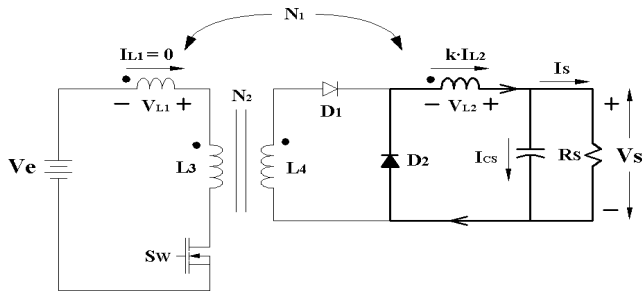 N1
IL1 = 0
k·IL2
IS
− VL1 +
N2
D1
− VL2 +
+
Ve
L3
L4
D2
ICS
Rs
Vs
Sw
−